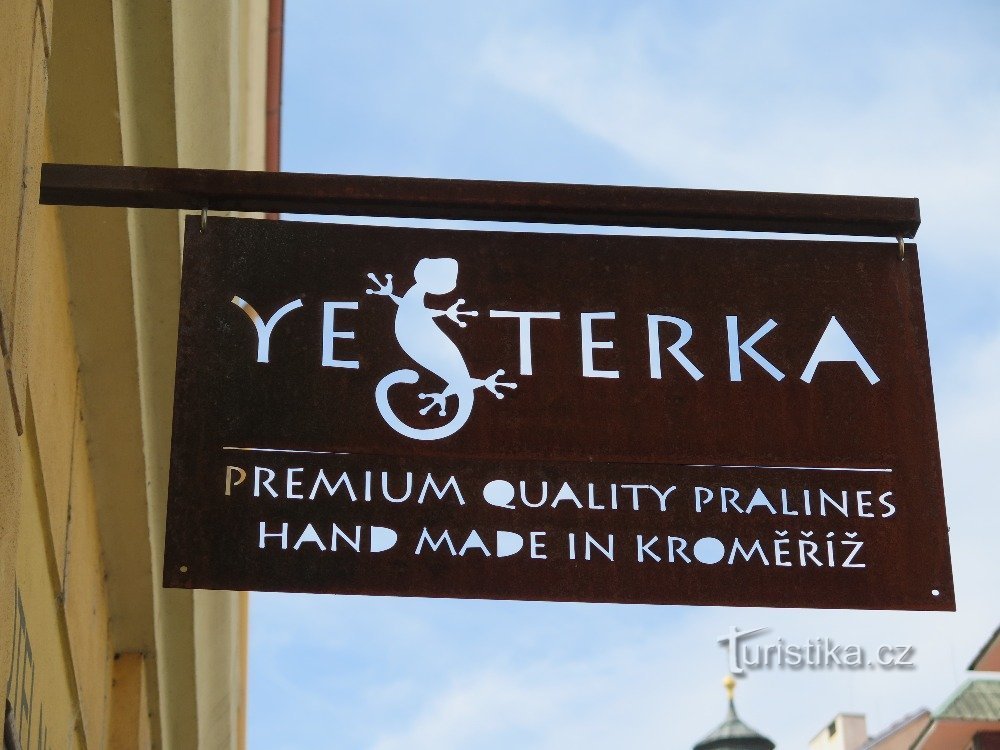 YESTERKA
PREMIUM QUALITY PRALINES
HAND MADE IN KROMĚŘÍŽ
Turistika.cz